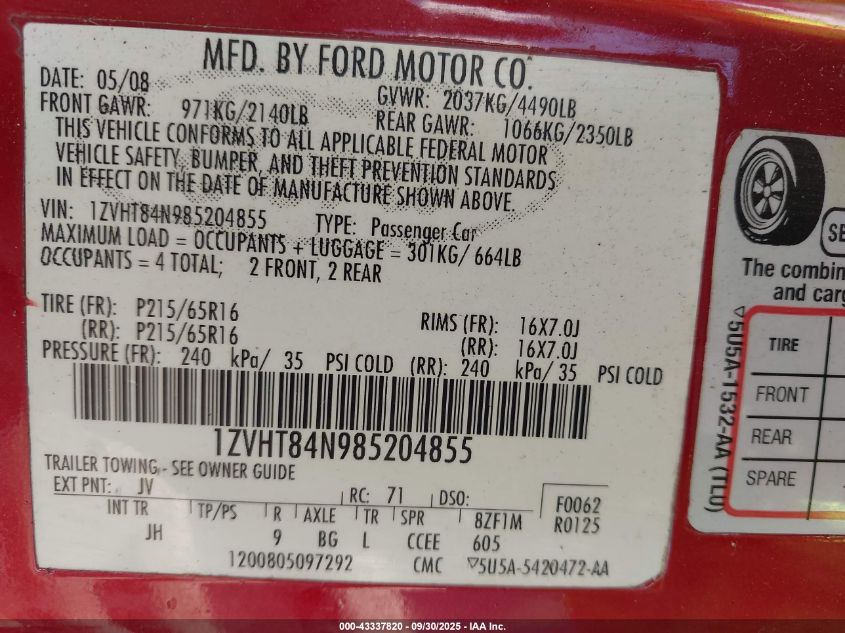 MFD. BY FORD MOTOR CO.
DATE: 05/08 GVWR: 2037KG/4490LB
FRONT GAWR: 971KG/2140LB REAR GAWR: 1066KG/2350LB
THIS VEHICLE CONFORMS TO ALL APPLICABLE FEDERAL MOTOR
VEHICLE SAFETY, BUMPER, AND THEFT PREVENTION STANDARDS
IN EFFECT ON THE DATE OF MANUFACTURE SHOWN ABOVE.
VIN: 1ZVHT84N985204855 TYPE: Passenger Car
MAXIMUM LOAD = OCCUPANTS + LUGGAGE = 301KG/ 664LB
OCCUPANTS = 4 TOTAL; 2 FRONT, 2 REAR
TIRE (FR): P215/65R16 RIMS (FR): 16X7.0J
(RR): P215/65R16 (RR): 16X7.0J
PRESSURE (FR): 240 kPa/ 35 PSI COLD (RR): 240 kPa/ 35 PSI COLD
1ZVHT84N985204855
TRAILER TOWING - SEE OWNER GUIDE
EXT PNT: JV RC: 71 DSO: F0062
INT TR TP/PS R AXLE TR SPR 8ZF1M R0125
JH 9 BG L CCEE 605
1200805097292 CMC ▽5U5A-5420472-AA
SE
The combin
and carg
▽5U5A-1532-AA (TLU)
TIRE
FRONT
REAR
SPARE
000-43337820 - 09/30/2025 - IAA Inc.